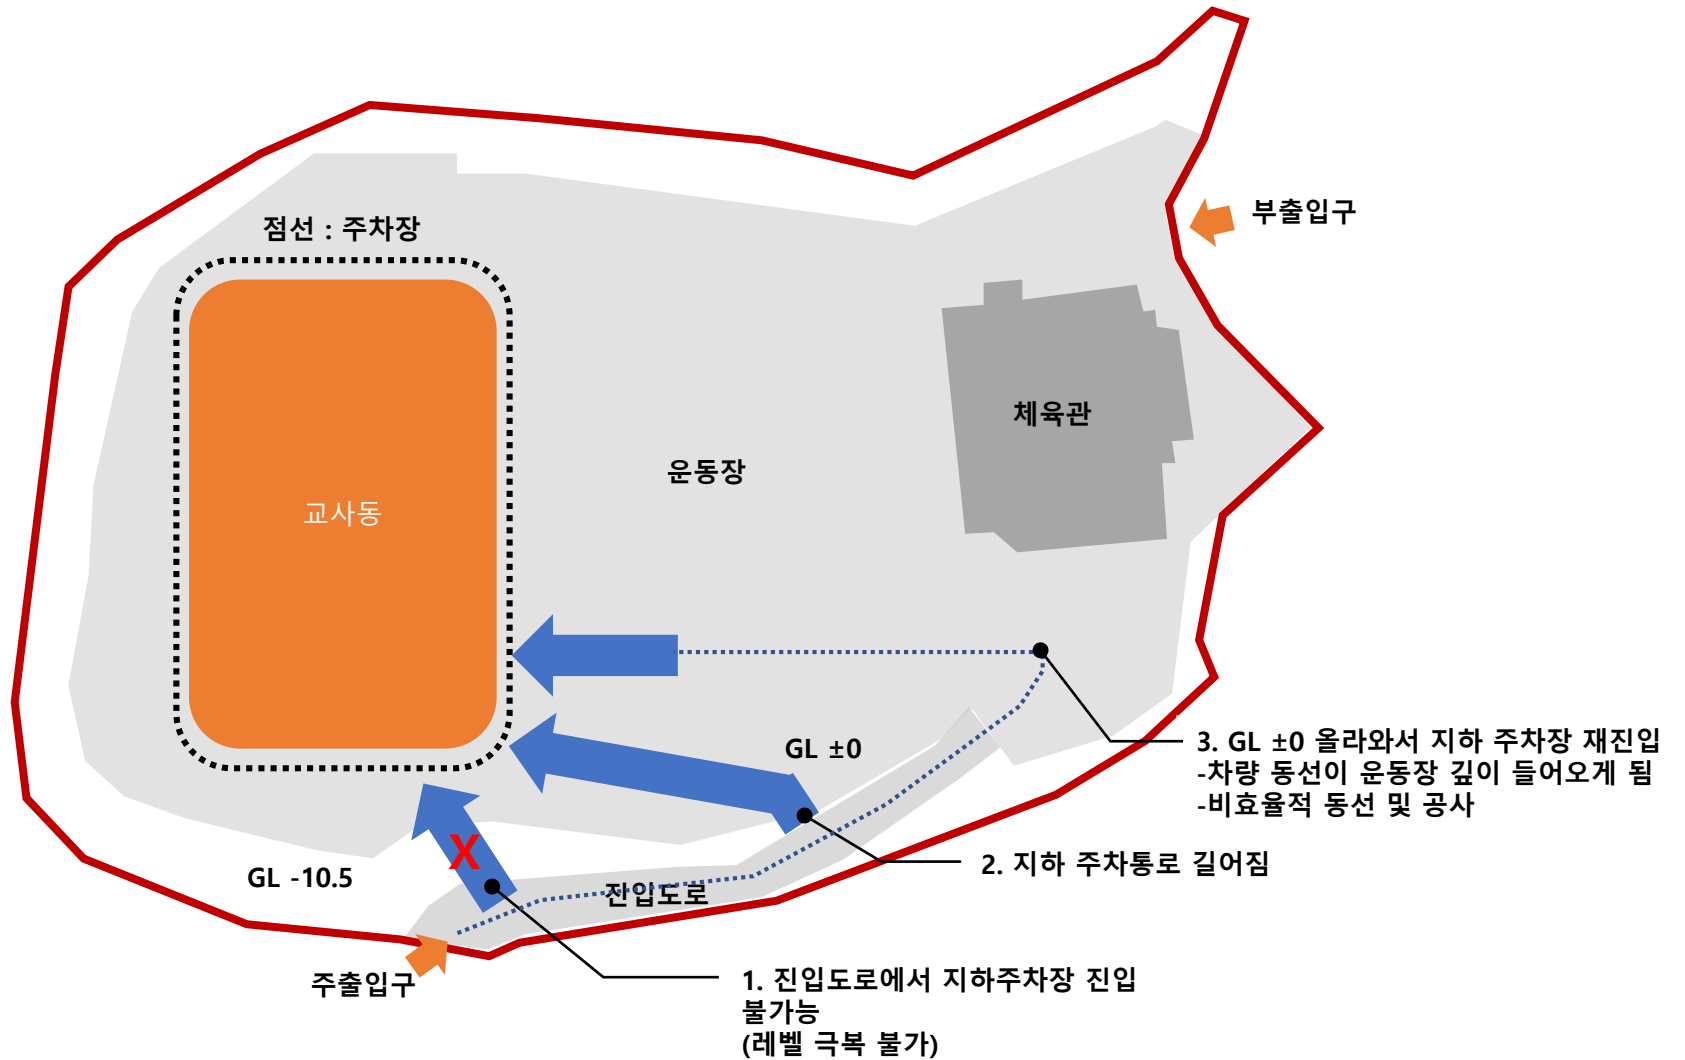 부출입구
점선 : 주차장
체육관
운동장
교사동
GL ±0
3. GL ±0 올라와서 지하 주차장 재진입
-차량 동선이 운동장 깊이 들어오게 됨
-비효율적 동선 및 공사
X
2. 지하 주차통로 길어짐
GL -10.5
진입도로
주출입구
1. 진입도로에서 지하주차장 진입
불가능
(레벨 극복 불가)